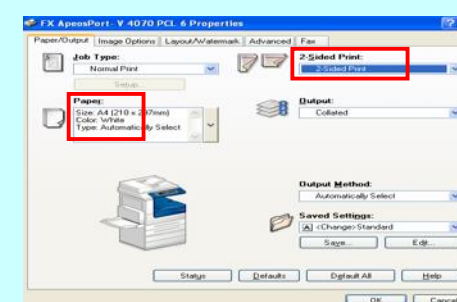 FX ApeosPort-V 4070 PCL 6 Properties
Paper/Output Image Options Layout/Watermark Advanced Fax
Job Type:
Normal Print
Setup...
2-Sided Print:
2-Sided Print
Paper:
Size: A4 (210 x 297mm)
Color: White
Type: Automatically Select
Output:
Collated
Output Method:
Automatically Select
Saved Settings:
<Change>Standard
Save... Edit...
Status Defaults Default All Help
OK Cancel